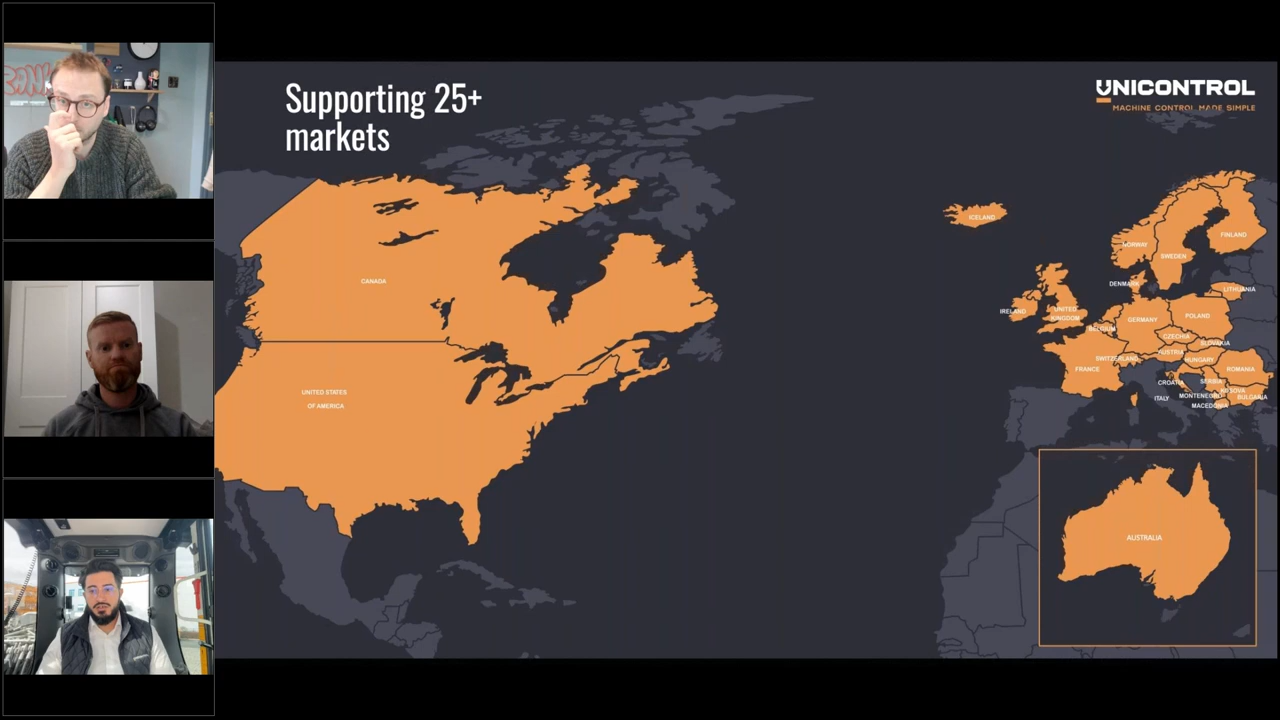 Supporting 25+
markets
UNICONTROL
MACHINE CONTROL MADE SIMPLE
ICELAND
FINLAND
NORWAY
SWEDEN
DENMARK
LITHUANIA
IRELAND
UNITED
KINGDOM
BELGIUM
GERMANY
POLAND
CZECHIA
SLOVAKIA
SWITZERLAND
AUSTRIA
HUNGARY
FRANCE
ROMANIA
CROATIA
SERBIA
KOSOVA
ITALY
MONTENEGRO
BULGARIA
MACEDONIA
CANADA
UNITED STATES
OF AMERICA
AUSTRALIA